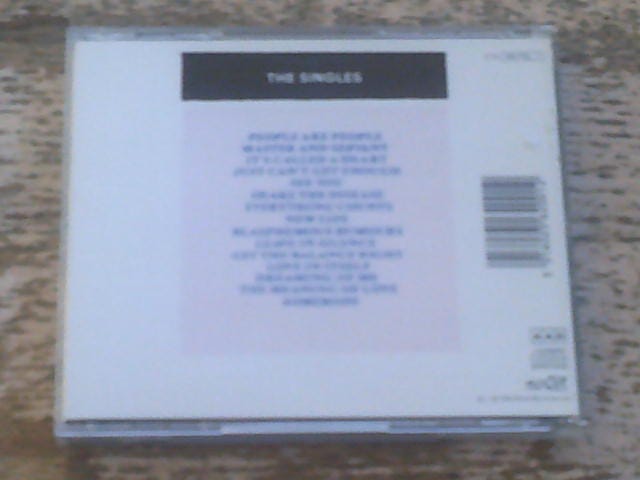 THE SINGLES
PEOPLE ARE PEOPLE
MASTER AND SERVANT
IT'S CALLED A HEART
JUST CAN'T GET ENOUGH
SEE YOU
SHAKE THE DISEASE
EVERYTHING COUNTS
NEW LIFE
BLASPHEMOUS RUMOURS
LEAVE IN SILENCE
GET THE BALANCE RIGHT
LOVE IN ITSELF
DREAMING OF ME
THE MEANING OF LOVE
SOMEBODY